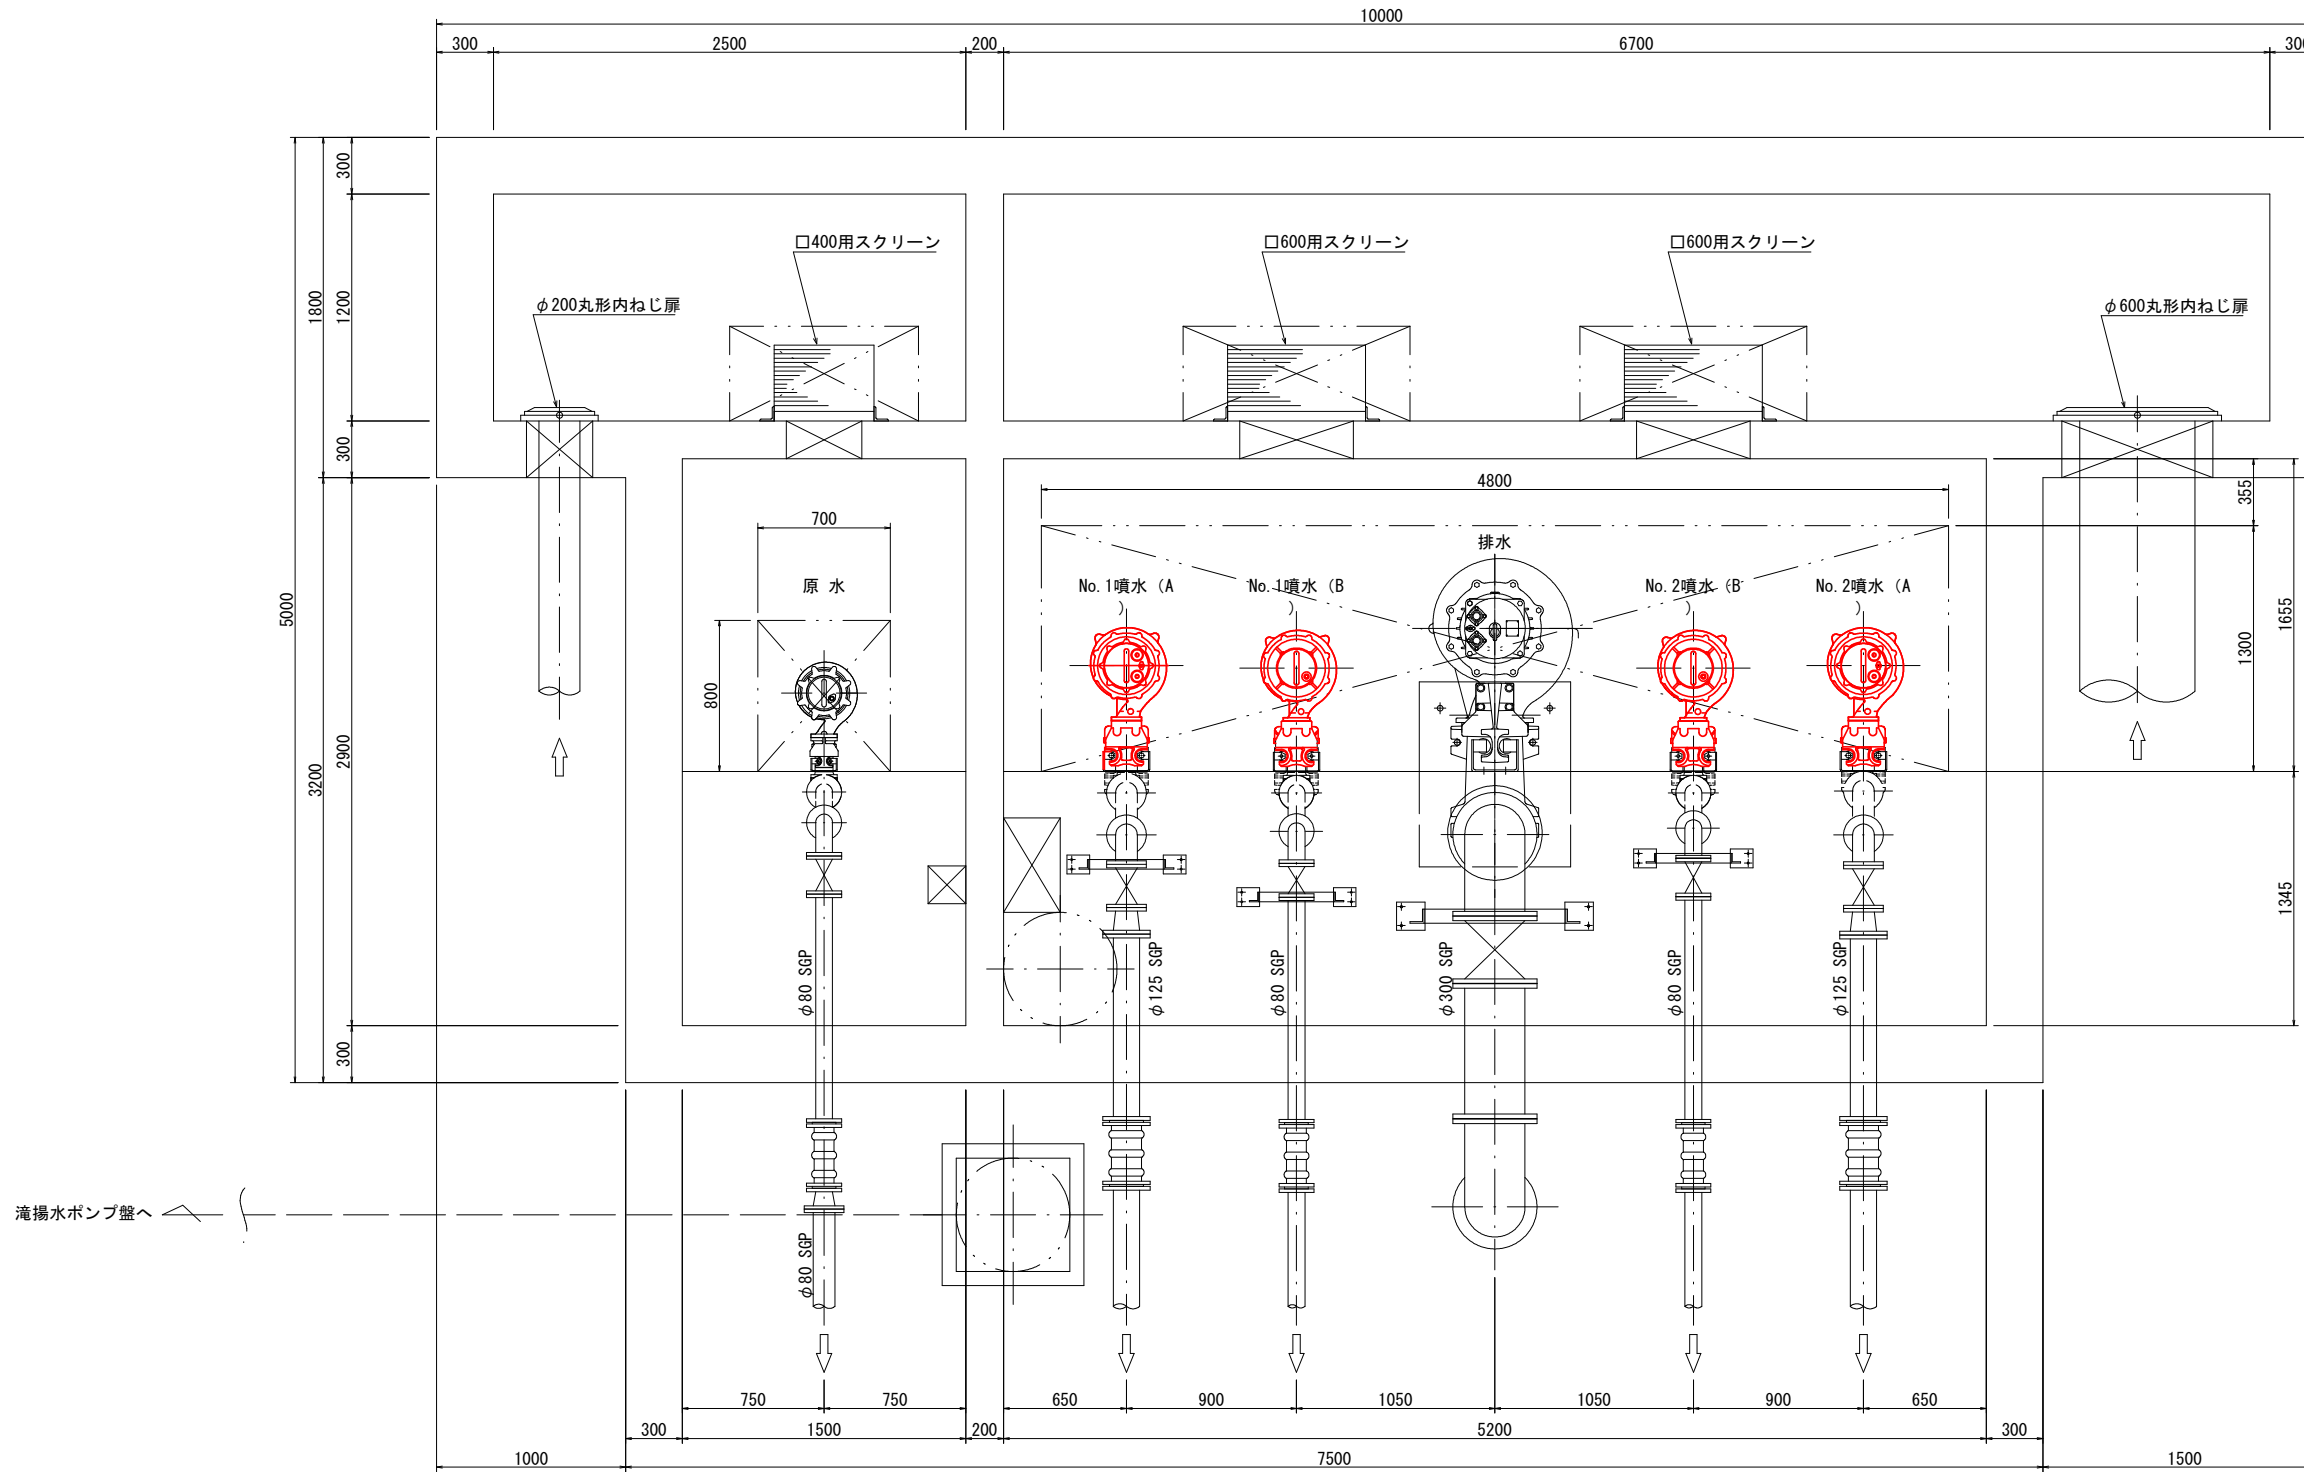 10000
300
2500
200
6700
300
□400用スクリーン
□600用スクリーン
□600用スクリーン
φ200丸形内ねじ扉
φ600丸形内ねじ扉
5000
1800
3200
300
1200
300
2900
300
4800
700
800
355
1655
1300
1345
排水
原 水
No.1噴水（A
）
No.1噴水（B
）
No.2噴水（B
）
No.2噴水（A
）
φ80 SGP
φ125 SGP
φ80 SGP
φ300 SGP
φ80 SGP
φ125 SGP
滝揚水ポンプ盤へ
φ80 SGP
750
750
650
900
1050
1050
900
650
300
1500
200
5200
300
1000
7500
1500